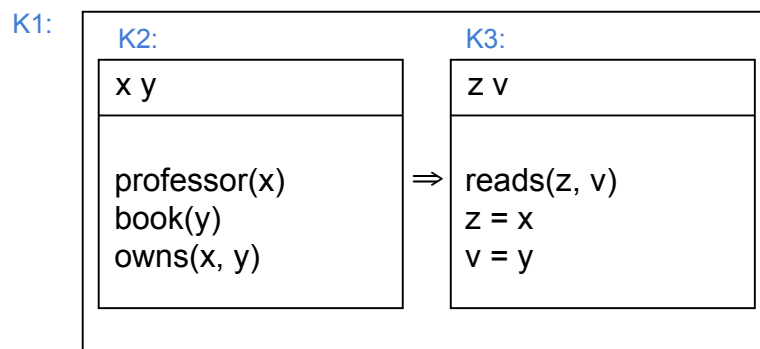 K1:
K2:
K3:
x y
z v
professor(x)
book(y)
owns(x, y)
⇒
reads(z, v)
z = x
v = y